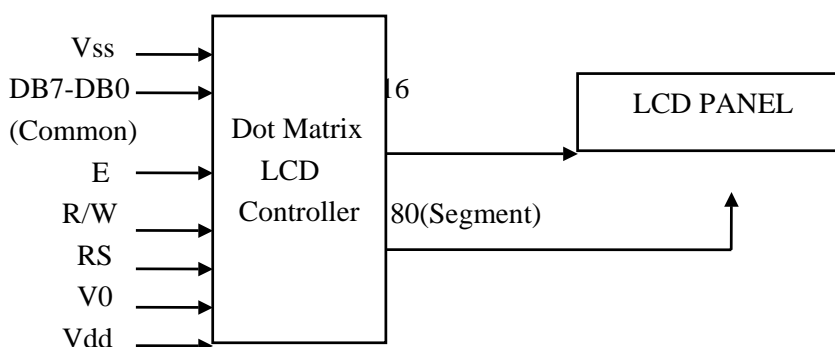 Vss
DB7-DB0
(Common)
E
R/W
RS
V0
Vdd
Dot Matrix
LCD
Controller
16
80(Segment)
LCD PANEL